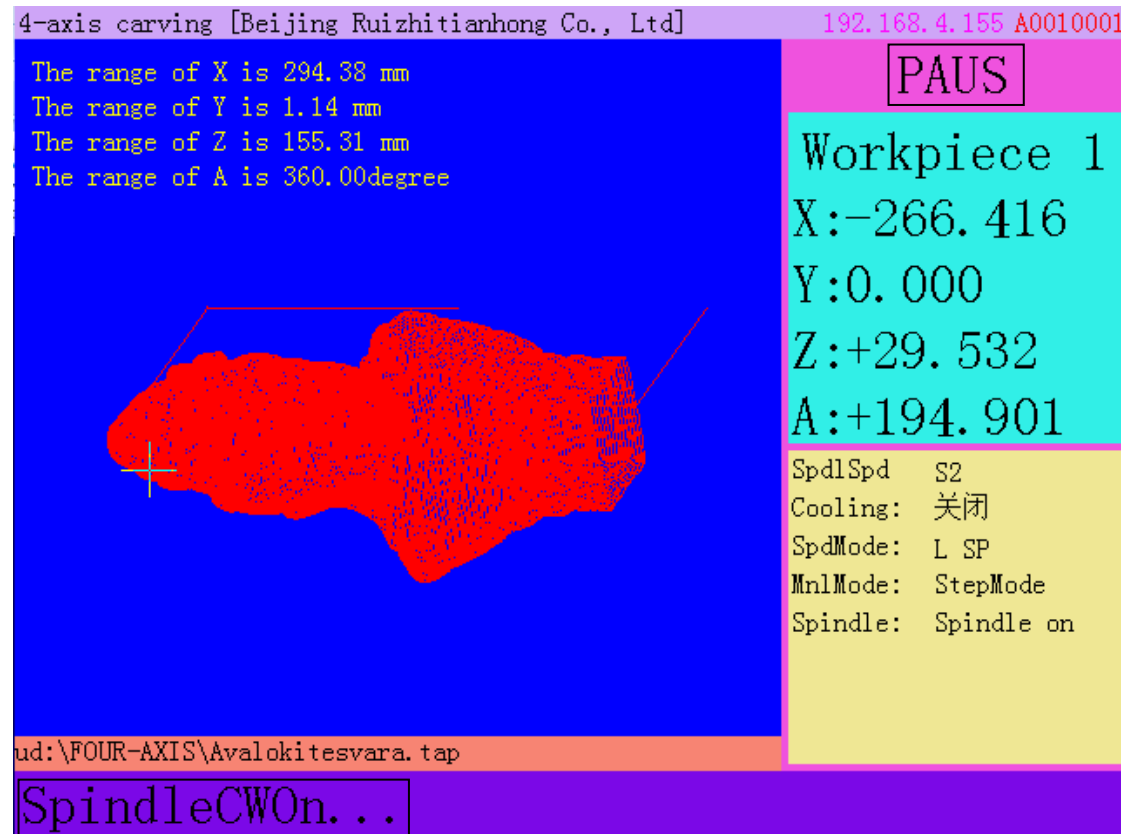 4-axis carving [Beijing Ruizhitianhong Co., Ltd]
192.168.4.155 A0010001
The range of X is 294.38 mm
The range of Y is 1.14 mm
The range of Z is 155.31 mm
The range of A is 360.00degree
PAUS
Workpiece 1
X:-266.416
Y:0.000
Z:+29.532
A:+194.901
SpdlSpd S2
Cooling: 关闭
SpdMode: L SP
MnlMode: StepMode
Spindle: Spindle on
ud:\FOUR-AXIS\Avalokitesvara.tap
SpindleCWOn...